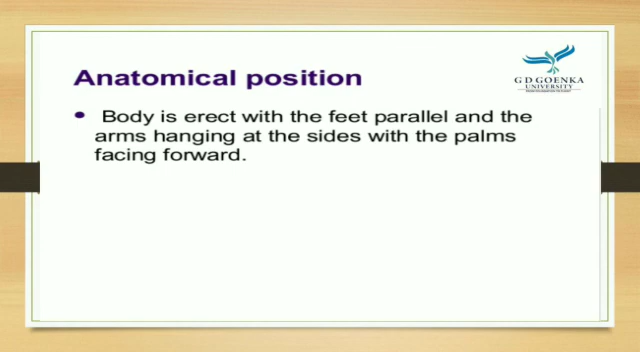 G D GOENKA
UNIVERSITY
Anatomical position
• Body is erect with the feet parallel and the
arms hanging at the sides with the palms
facing forward.